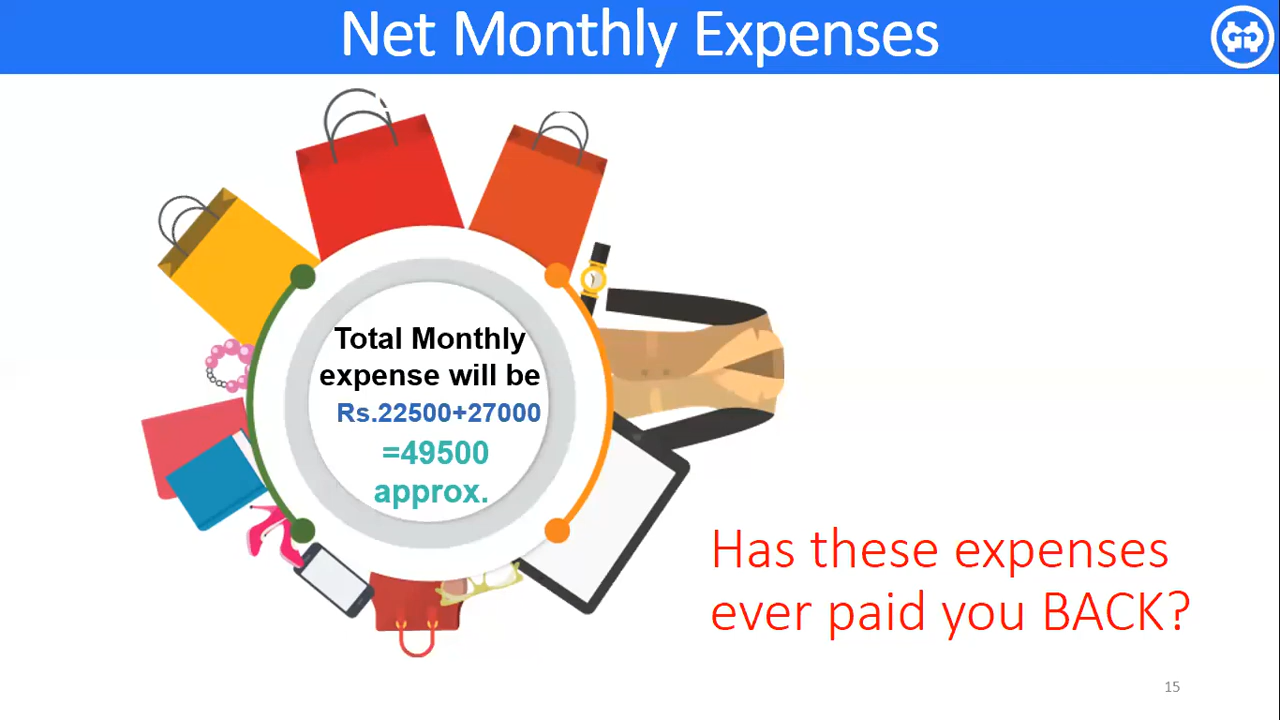 Net Monthly Expenses
Total Monthly
expense will be
Rs.22500+27000
=49500
approx.
Has these expenses
ever paid you BACK?
15